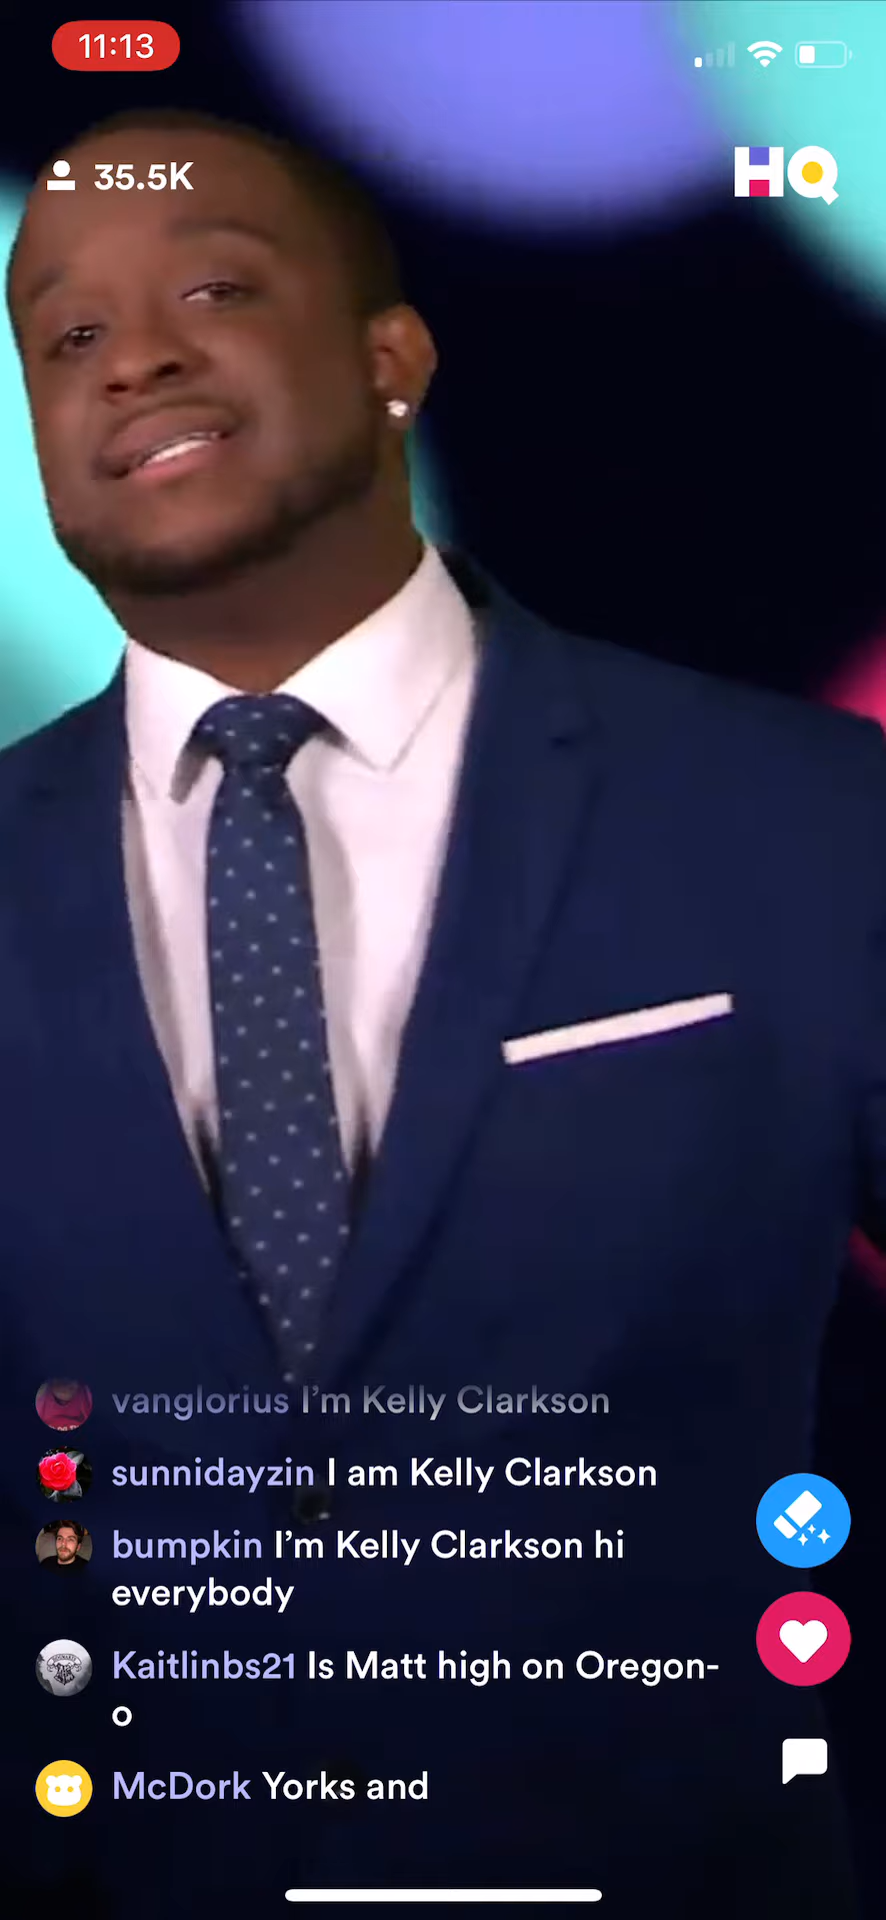 11:13
35.5K
HQ
vanglorius I'm Kelly Clarkson
sunnidayzin I am Kelly Clarkson
bumpkin I'm Kelly Clarkson hi
everybody
Kaitlinbs21 Is Matt high on Oregon-
o
McDork Yorks and